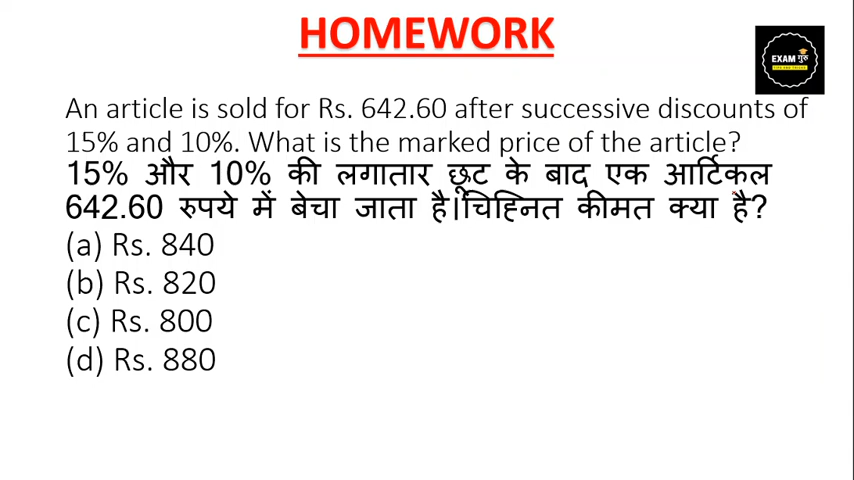 HOMEWORK
EXAM गुरु
An article is sold for Rs. 642.60 after successive discounts of
15% and 10%. What is the marked price of the article?
15% और 10% की लगातार छूट के बाद एक आर्टिकल
642.60 रुपये में बेचा जाता है।चिह्नित कीमत क्या है?
(a) Rs. 840
(b) Rs. 820
(c) Rs. 800
(d) Rs. 880